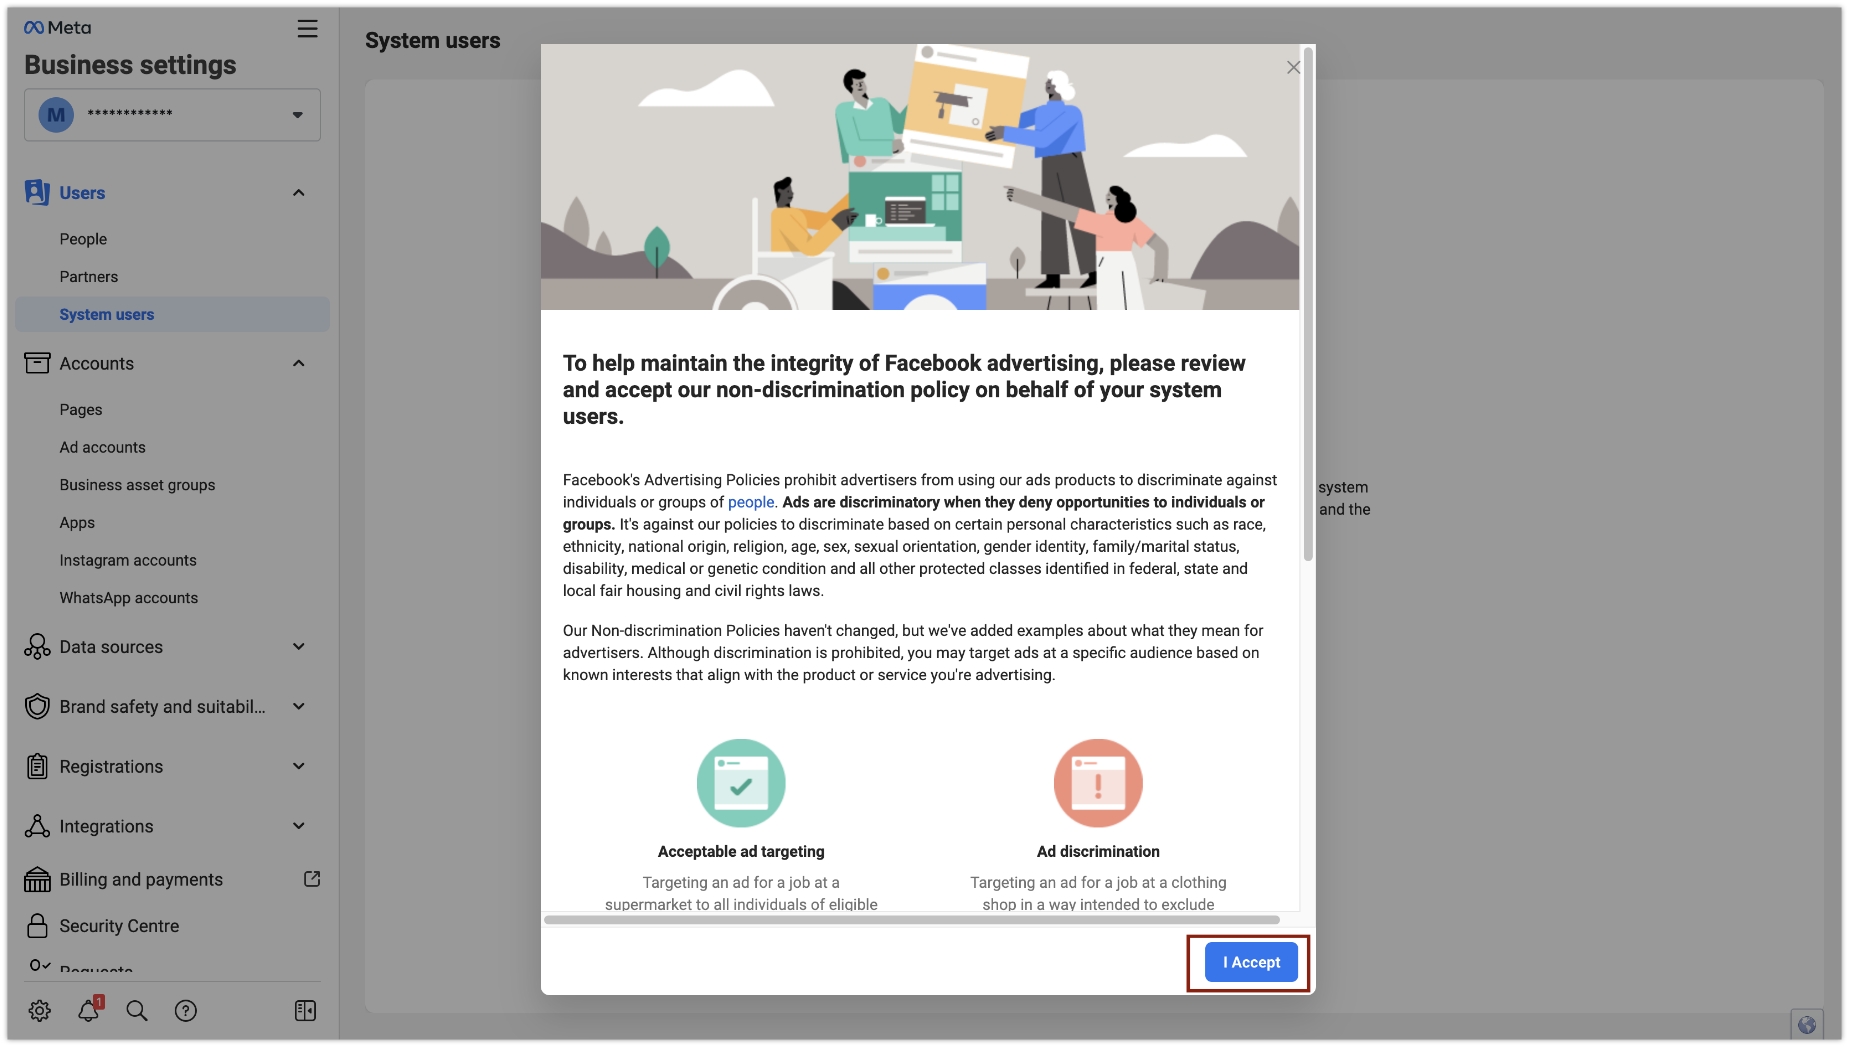 Meta
Business settings
M ************
Users
People
Partners
System users
Accounts
Pages
Ad accounts
Business asset groups
Apps
Instagram accounts
WhatsApp accounts
Data sources
Brand safety and suitabil...
Registrations
Integrations
Billing and payments
Security Centre
Requests
1
System users
To help maintain the integrity of Facebook advertising, please review
and accept our non-discrimination policy on behalf of your system
users.
Facebook's Advertising Policies prohibit advertisers from using our ads products to discriminate against
individuals or groups of people. Ads are discriminatory when they deny opportunities to individuals or
groups. It's against our policies to discriminate based on certain personal characteristics such as race,
ethnicity, national origin, religion, age, sex, sexual orientation, gender identity, family/marital status,
disability, medical or genetic condition and all other protected classes identified in federal, state and
local fair housing and civil rights laws.
Our Non-discrimination Policies haven't changed, but we've added examples about what they mean for
advertisers. Although discrimination is prohibited, you may target ads at a specific audience based on
known interests that align with the product or service you're advertising.
Acceptable ad targeting
Targeting an ad for a job at a
supermarket to all individuals of eligible
Ad discrimination
Targeting an ad for a job at a clothing
shop in a way intended to exclude
I Accept
system
and the